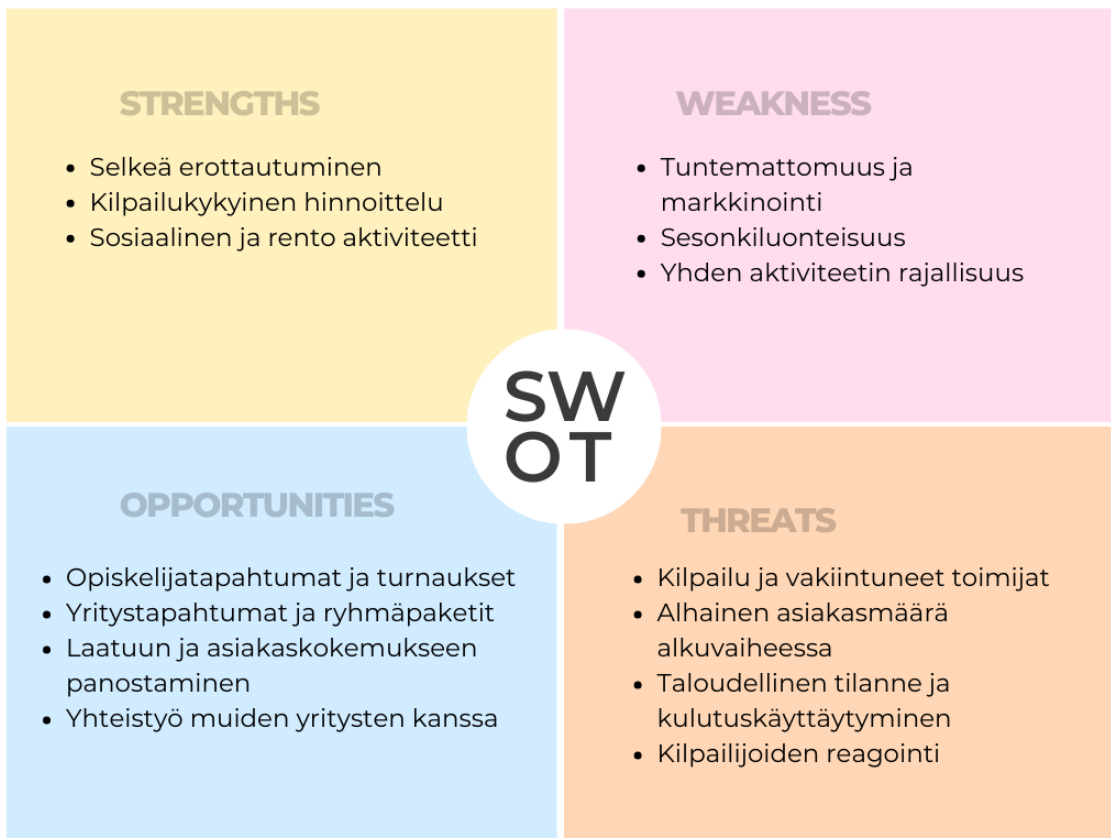 STRENGTHS
• Selkeä erottautuminen
• Kilpailukykyinen hinnoittelu
• Sosiaalinen ja rento aktiviteetti
WEAKNESS
• Tuntemattomuus ja
markkinointi
• Sesonkiluonteisuus
• Yhden aktiviteetin rajallisuus
SW
OT
OPPORTUNITIES
• Opiskelijatapahtumat ja turnaukset
• Yritystapahtumat ja ryhmäpaketit
• Laatuun ja asiakaskokemukseen
panostaminen
• Yhteistyö muiden yritysten kanssa
THREATS
• Kilpailu ja vakiintuneet toimijat
• Alhainen asiakasmäärä
alkuvaiheessa
• Taloudellinen tilanne ja
kulutuskäyttäytyminen
• Kilpailijoiden reagointi